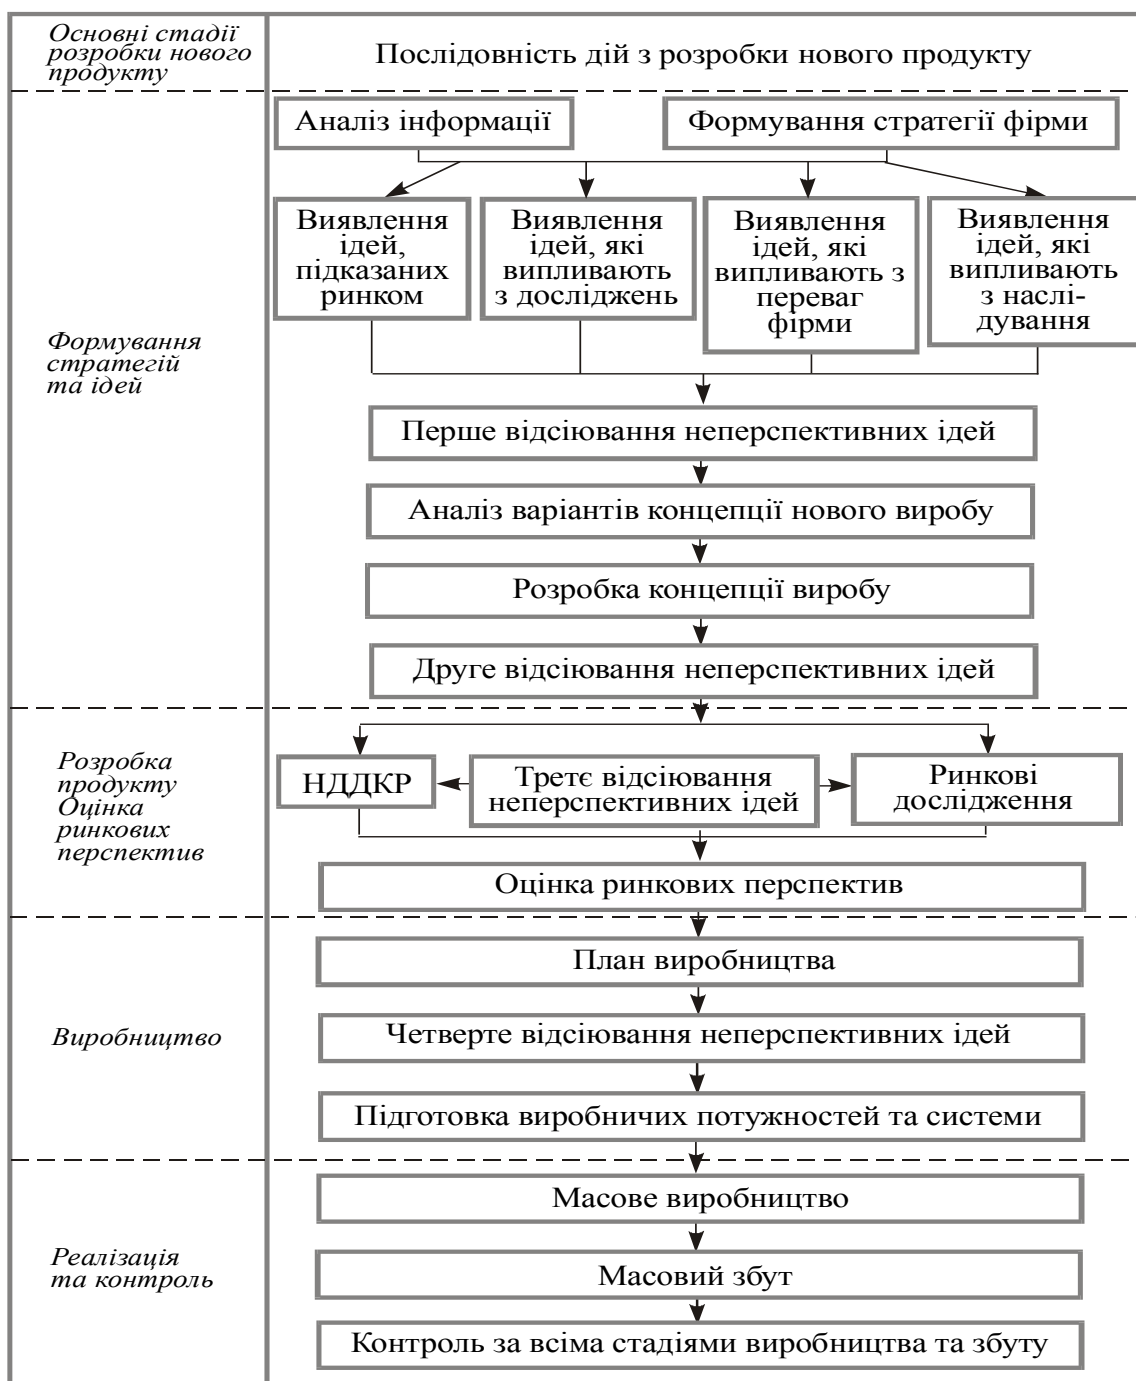 Основні стадії
розробки нового
продукту
Послідовність дій з розробки нового продукту
Аналіз інформації
Формування стратегії фірми
Виявлення
ідей,
підказаних
ринком
Виявлення
ідей, які
випливають
з досліджень
Виявлення
ідей, які
випливають з
переваг
фірми
Виявлення
ідей, які
випливають
з наслі-
дування
Формування
стратегій
та ідей
Перше відсіювання неперспективних ідей
Аналіз варіантів концепції нового виробу
Розробка концепції виробу
Друге відсіювання неперспективних ідей
Розробка
продукту
Оцінка
ринкових
перспектив
НДДКР
Третє відсіювання
неперспективних ідей
Ринкові
дослідження
Оцінка ринкових перспектив
План виробництва
Виробництво
Четверте відсіювання неперспективних ідей
Підготовка виробничих потужностей та системи
Масове виробництво
Реалізація
та контроль
Масовий збут
Контроль за всіма стадіями виробництва та збуту